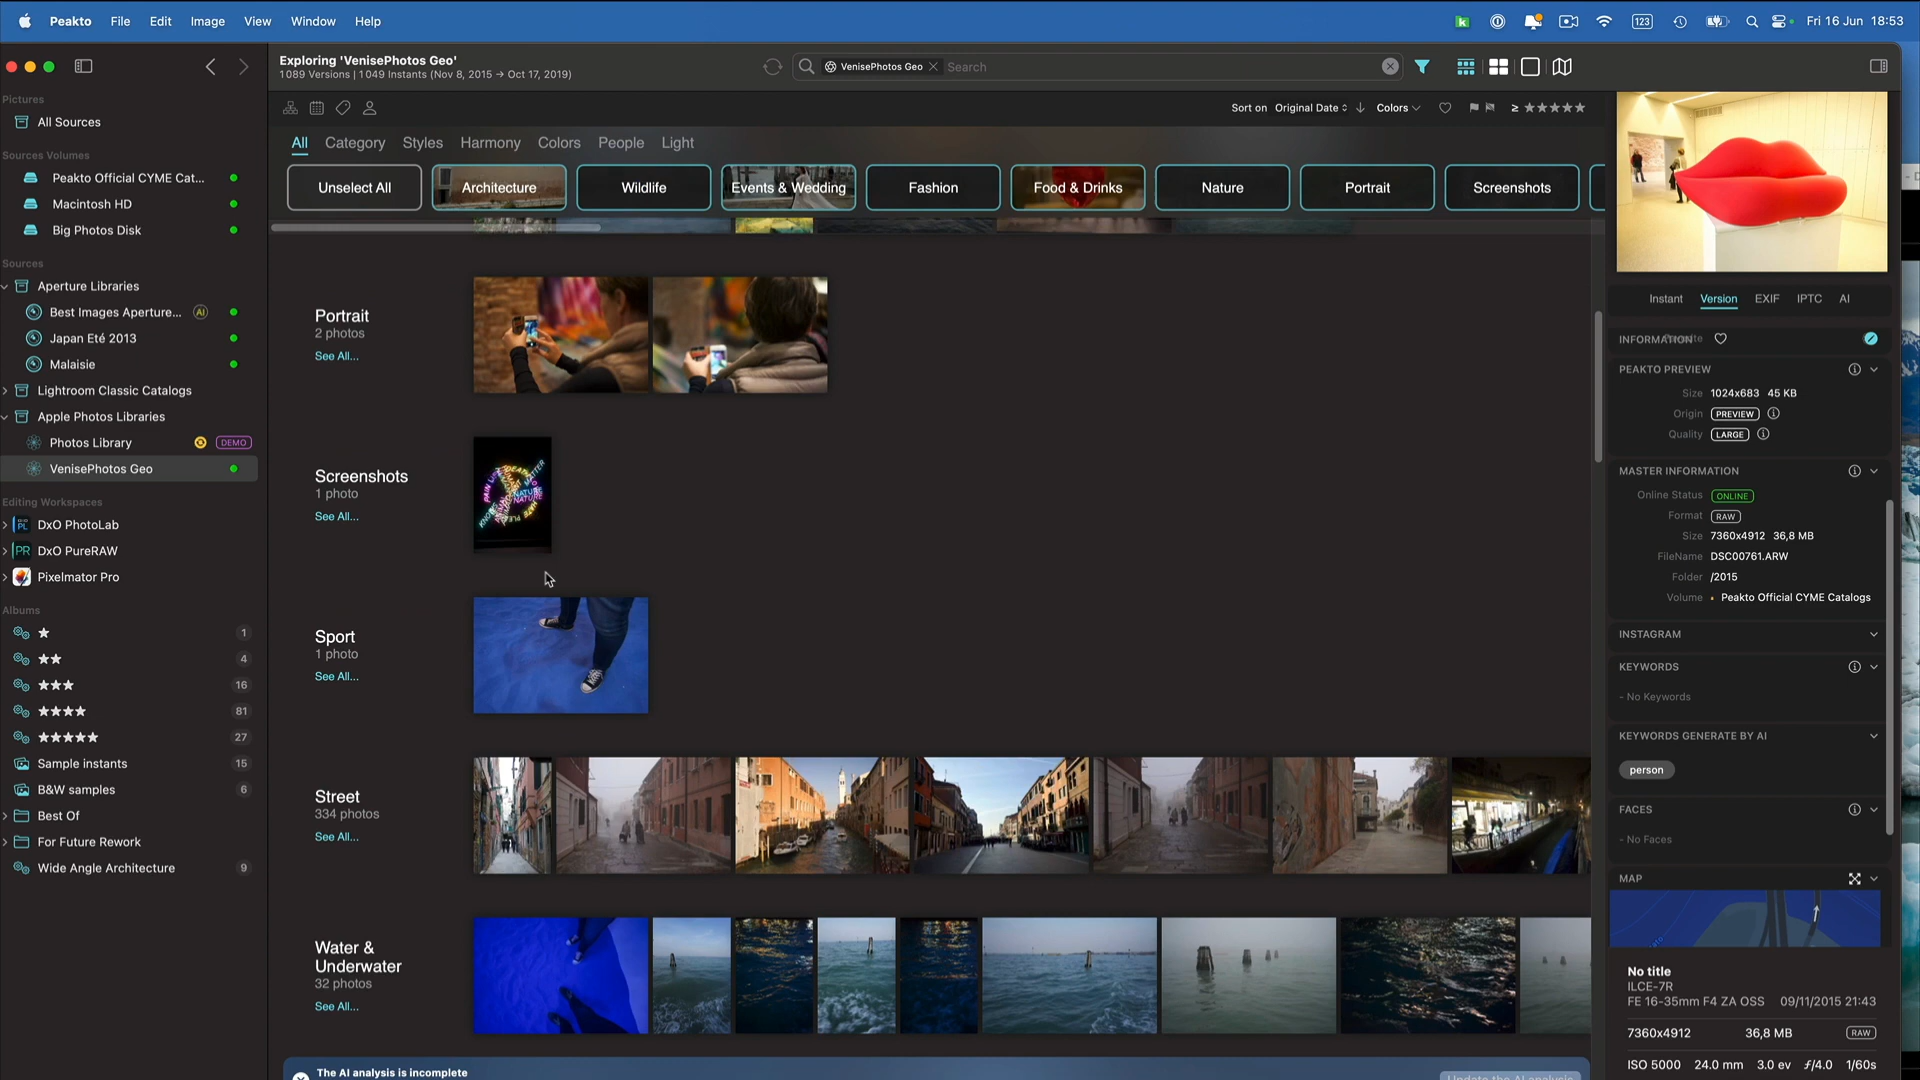 Peakto File Edit Image View Window Help
123 Fri 16 Jun 18:53
Exploring 'VenisePhotos Geo'
1089 Versions | 1049 Instants (Nov 8, 2015 → Oct 17, 2019)
VenisePhotos Geo Search
Sort on Original Date Colors ≥ ★★★★★
All Category Styles Harmony Colors People Light
Unselect All Architecture Wildlife Events & Wedding Fashion Food & Drinks Nature Portrait Screenshots
Pictures
All Sources
Sources Volumes
Peakto Official CYME Cat...
Macintosh HD
Big Photos Disk
Sources
Aperture Libraries
Best Images Aperture... AI
Japan Eté 2013
Malaisie
Lightroom Classic Catalogs
Apple Photos Libraries
Photos Library DEMO
VenisePhotos Geo
Editing Workspaces
PL DxO PhotoLab
PR DxO PureRAW
Pixelmator Pro
Albums
★ 1
★★ 4
★★★ 16
★★★★ 81
★★★★★ 27
Sample instants 15
B&W samples 6
Best Of
For Future Rework
Wide Angle Architecture 9
Portrait
2 photos
See All...
Screenshots
1 photo
See All...
Sport
1 photo
See All...
Street
334 photos
See All...
Water &
Underwater
32 photos
See All...
The AI analysis is incomplete
Update the AI analysis
Instant Version EXIF IPTC AI
INFORMATION
PEAKTO PREVIEW
Size 1024x683 45 KB
Origin PREVIEW
Quality LARGE
MASTER INFORMATION
Online Status ONLINE
Format RAW
Size 7360x4912 36,8 MB
FileName DSC00761.ARW
Folder /2015
Volume Peakto Official CYME Catalogs
INSTAGRAM
KEYWORDS
- No Keywords
KEYWORDS GENERATE BY AI
person
FACES
- No Faces
MAP
No title
ILCE-7R
FE 16-35mm F4 ZA OSS 09/11/2015 21:43
7360x4912 36,8 MB RAW
ISO 5000 24.0 mm 3.0 ev ƒ/4.0 1/60s